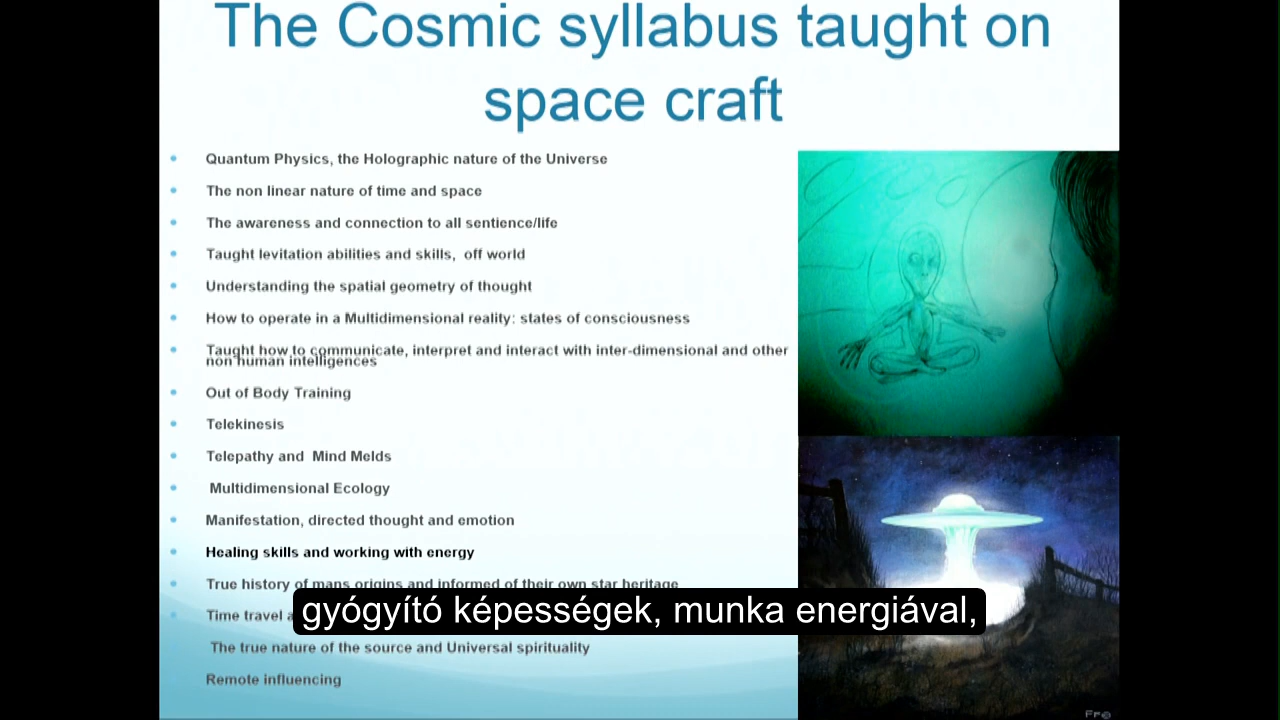 The Cosmic syllabus taught on
space craft
• Quantum Physics, the Holographic nature of the Universe
• The non linear nature of time and space
• The awareness and connection to all sentience/life
• Taught levitation abilities and skills,  off world
• Understanding the spatial geometry of thought
• How to operate in a Multidimensional reality: states of consciousness
• Taught how to communicate, interpret and interact with inter-dimensional and other
non human intelligences
• Out of Body Training
• Telekinesis
• Telepathy and  Mind Melds
• Multidimensional Ecology
• Manifestation, directed thought and emotion
• Healing skills and working with energy
• True history of mans origins and informed of their own star heritage
• Time travel
gyógyító képességek, munka energiával,
The true nature of the source and Universal spirituality
Remote influencing